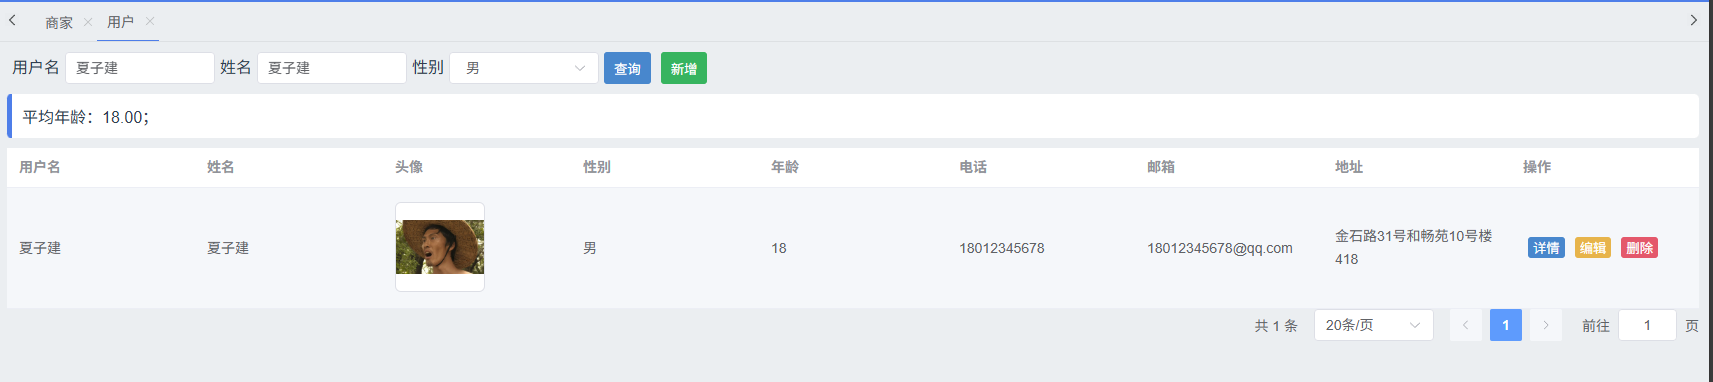 商家 用户
用户名 夏子建 姓名 夏子建 性别 男 查询 新增
平均年龄：18.00；
用户名 姓名 头像 性别 年龄 电话 邮箱 地址 操作
夏子建 夏子建 男 18 18012345678 18012345678@qq.com 金石路31号和畅苑10号楼 详情 编辑 删除
418
共 1 条 20条/页 1 前往 1 页